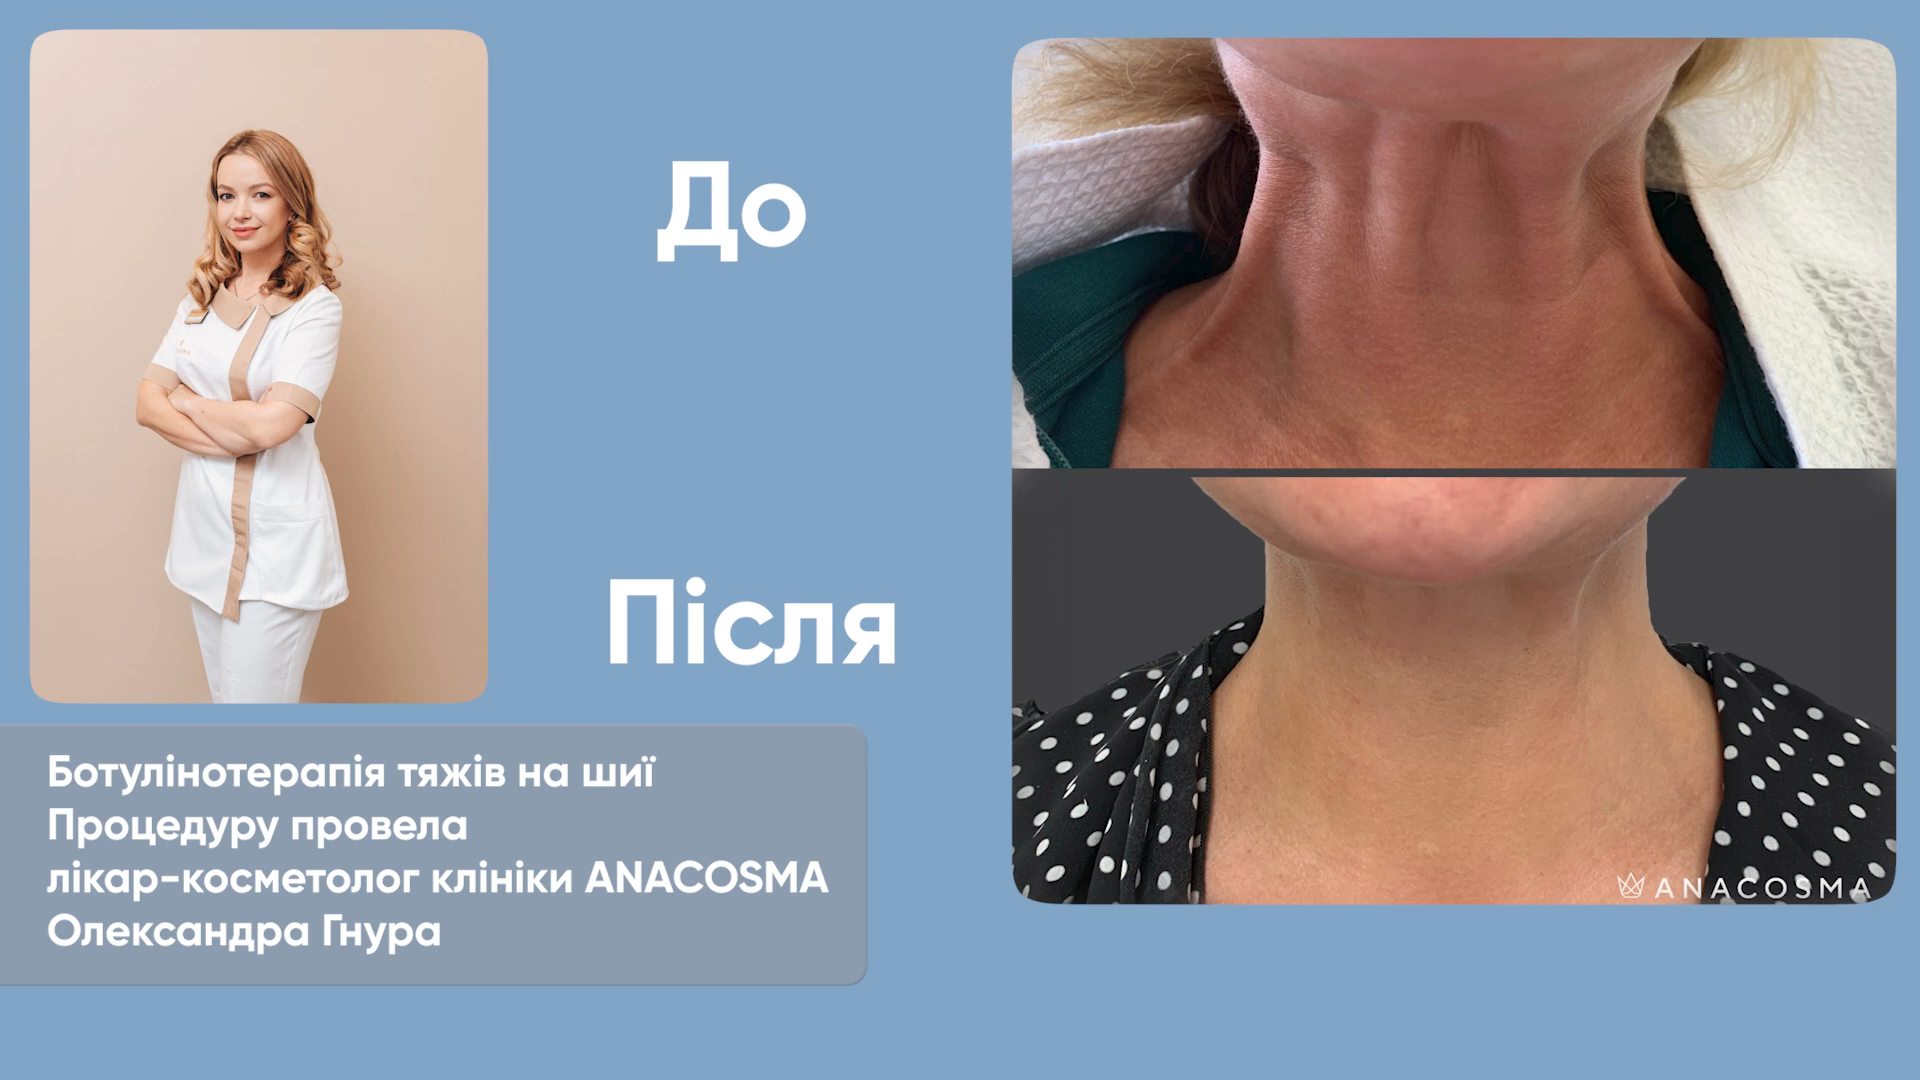 До
Після
Ботулінотерапія тяжів на шиї
Процедуру провела
лікар-косметолог клініки ANACOSMA
Олександра Гнура
ANACOSMA